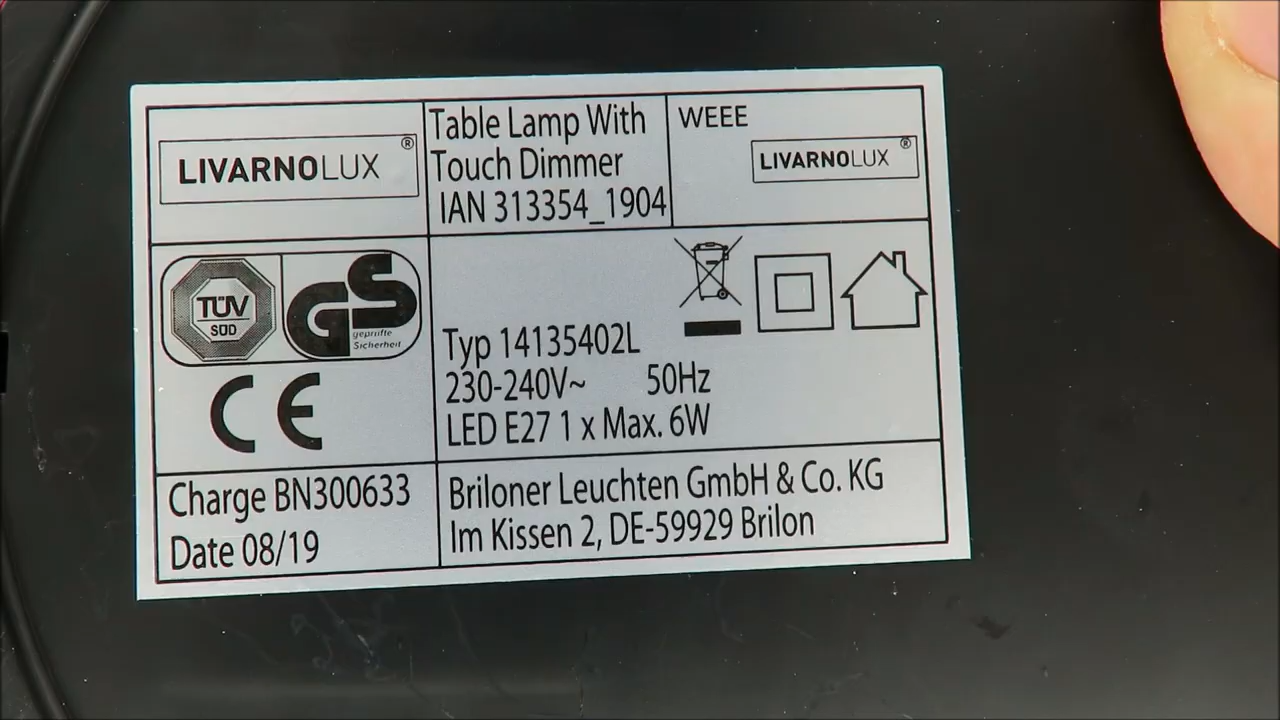 LIVARNOLUX®
Table Lamp With
Touch Dimmer
IAN 313354_1904
WEEE
LIVARNOLUX®
TÜV
SÜD
GS
geprüfte
Sicherheit
CE
Typ 14135402L
230-240V~ 50Hz
LED E27 1 x Max. 6W
Charge BN300633
Date 08/19
Briloner Leuchten GmbH & Co. KG
Im Kissen 2, DE-59929 Brilon